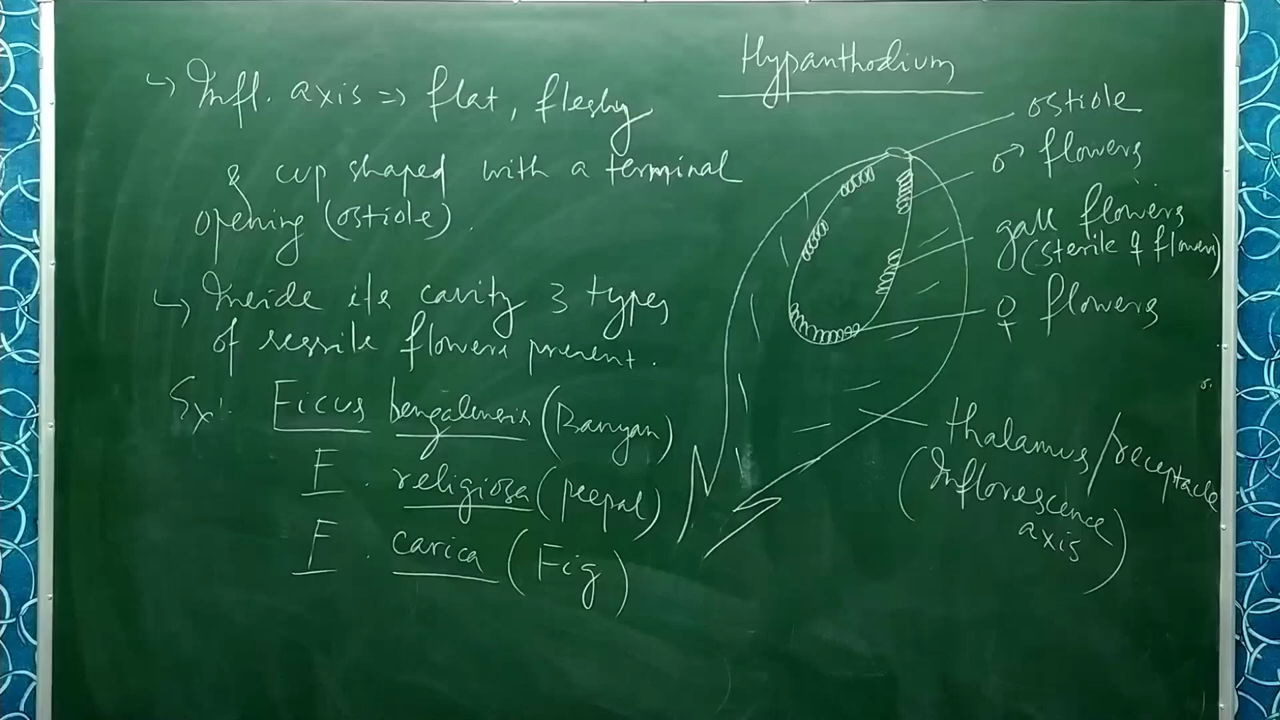 Hypanthodium
↳ Infl. axis ⇒ flat, fleshy
& cup shaped with a terminal
opening (ostiole).
↳ Inside its cavity 3 types
of sessile flowers present.
Ex: Ficus bengalensis (Banyan)
F. religiosa (peepal)
F. carica (Fig)
ostiole
♂ flowers
gall flowers
(sterile ♀ flowers)
♀ flowers
thalamus/receptacle
(Inflorescence
axis)